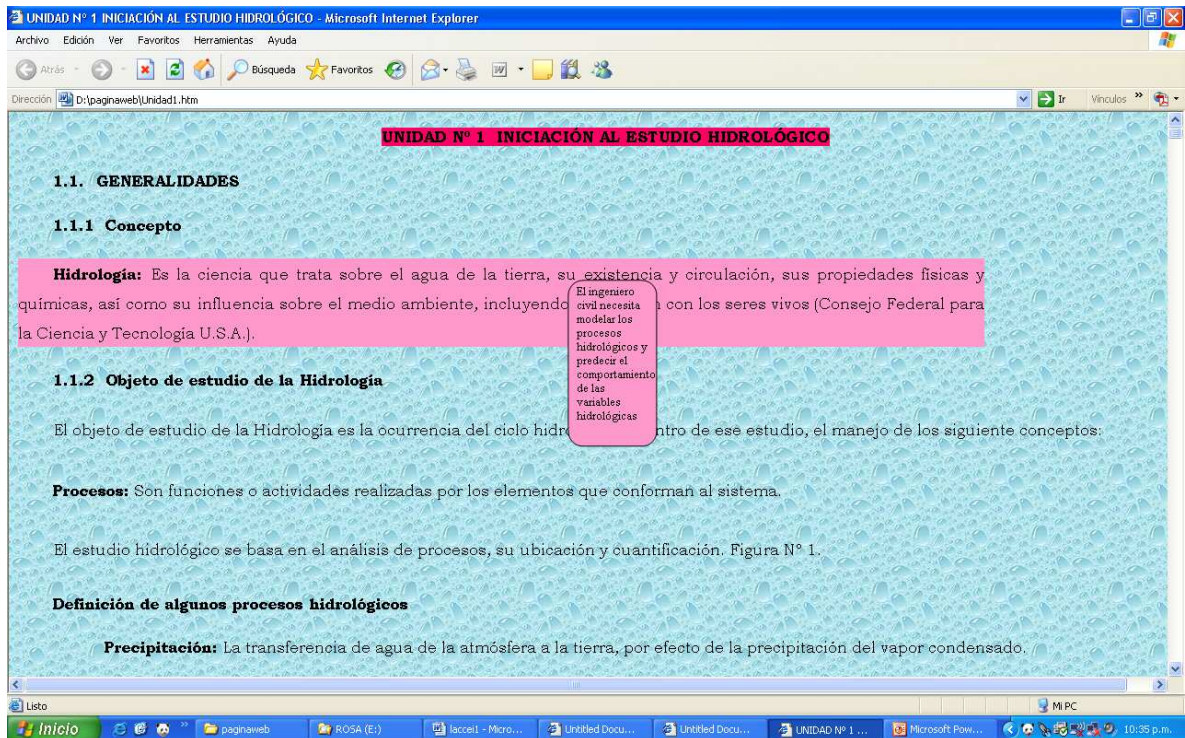 UNIDAD Nº 1 INICIACIÓN AL ESTUDIO HIDROLÓGICO - Microsoft Internet Explorer
Archivo Edición Ver Favoritos Herramientas Ayuda
Atrás Búsqueda Favoritos
Dirección D:\paginaweb\Unidad1.htm Ir Vínculos »
UNIDAD Nº 1 INICIACIÓN AL ESTUDIO HIDROLÓGICO
1.1. GENERALIDADES
1.1.1 Concepto
Hidrología: Es la ciencia que trata sobre el agua de la tierra, su existencia y circulación, sus propiedades físicas y
químicas, así como su influencia sobre el medio ambiente, incluyendo con los seres vivos (Consejo Federal para
la Ciencia y Tecnología U.S.A.).
El ingeniero
civil necesita
modelar los
procesos
hidrológicos y
predecir el
comportamiento
de las
variables
hidrológicas
1.1.2 Objeto de estudio de la Hidrología
El objeto de estudio de la Hidrología es la ocurrencia del ciclo de ese estudio, el manejo de los siguiente conceptos:
Procesos: Son funciones o actividades realizadas por los elementos que conforman al sistema.
El estudio hidrológico se basa en el análisis de procesos, su ubicación y cuantificación. Figura Nº 1.
Definición de algunos procesos hidrológicos
Precipitación: La transferencia de agua de la atmósfera a la tierra, por efecto de la precipitación del vapor condensado.
Listo Mi PC
Inicio » paginaweb ROSA (E:) laccei1 - Micro... Untitled Docu... Untitled Docu... UNIDAD Nº 1 ... Microsoft Pow... 10:35 p.m.